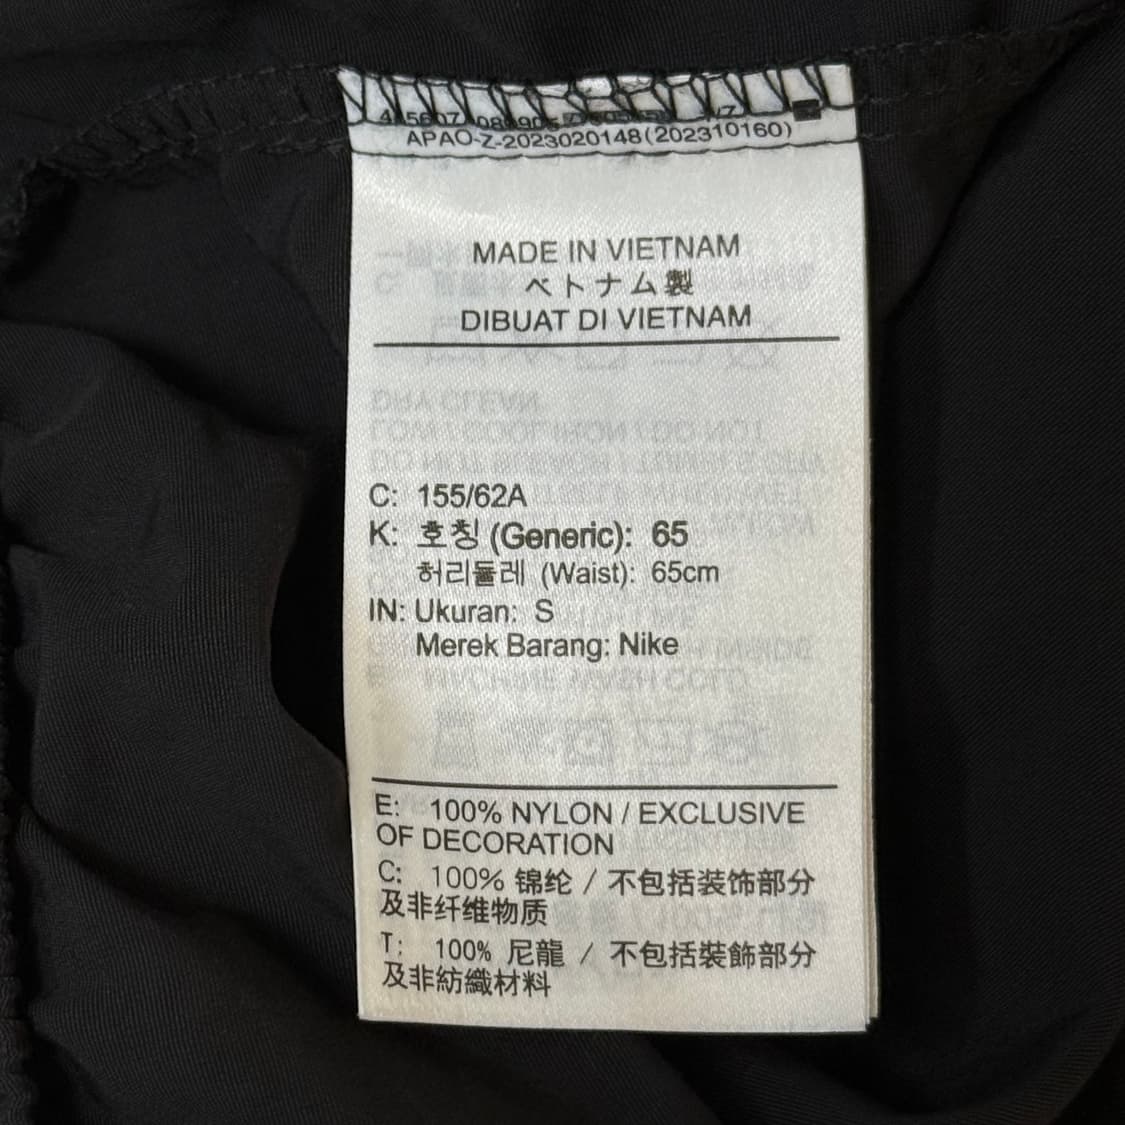 APAO-Z-2023020148(202310160)
MADE IN VIETNAM
ベトナム製
DIBUAT DI VIETNAM
C: 155/62A
K: 호칭 (Generic): 65
허리둘레 (Waist): 65cm
IN: Ukuran: S
Merek Barang: Nike
E: 100% NYLON / EXCLUSIVE
OF DECORATION
C: 100% 锦纶 / 不包括装饰部分
及非纤维物质
T: 100% 尼龍 / 不包括裝飾部分
及非紡織材料